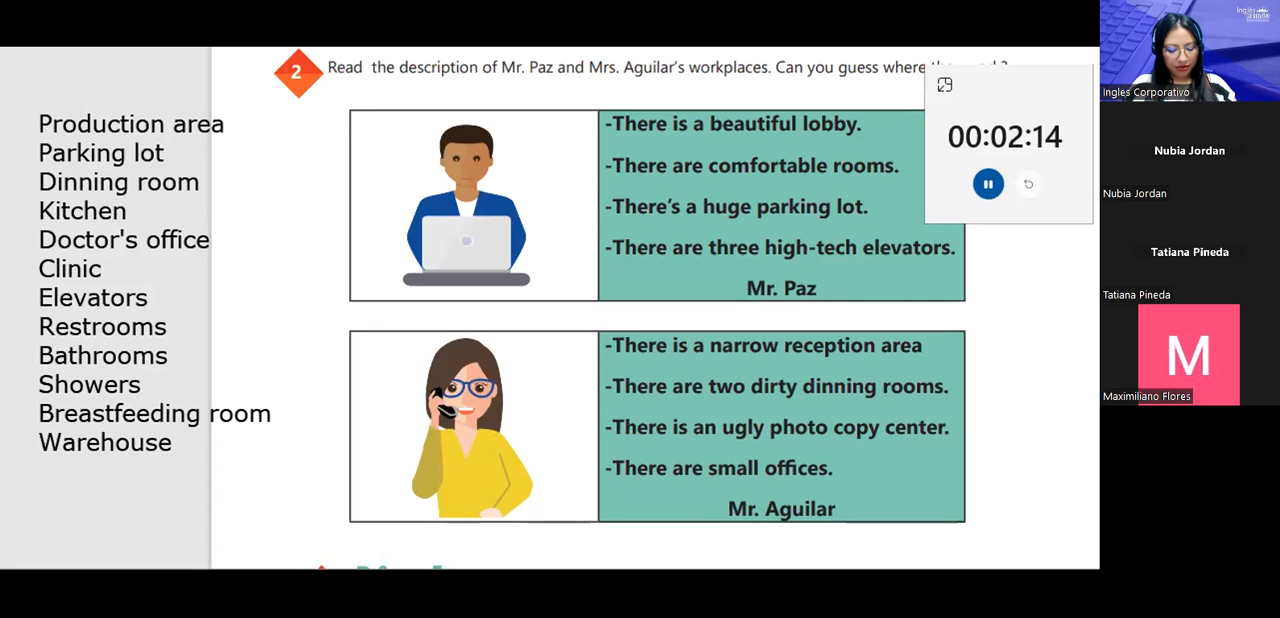 2
Read the description of Mr. Paz and Mrs. Aguilar's workplaces. Can you guess where
Production area
Parking lot
Dinning room
Kitchen
Doctor's office
Clinic
Elevators
Restrooms
Bathrooms
Showers
Breastfeeding room
Warehouse
-There is a beautiful lobby.
-There are comfortable rooms.
-There's a huge parking lot.
-There are three high-tech elevators.
Mr. Paz
-There is a narrow reception area
-There are two dirty dinning rooms.
-There is an ugly photo copy center.
-There are small offices.
Mr. Aguilar
00:02:14
Ingles Corporativo
Nubia Jordan
Nubia Jordan
Tatiana Pineda
Tatiana Pineda
M
Maximiliano Flores